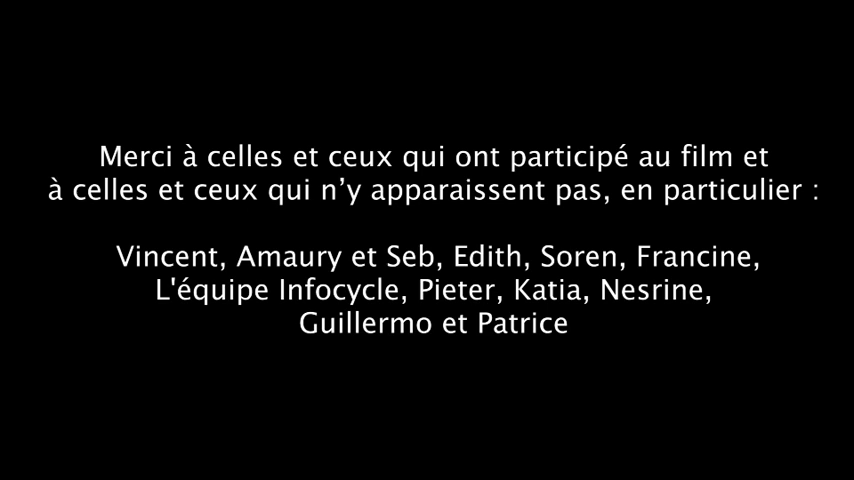 Merci à celles et ceux qui ont participé au film et
à celles et ceux qui n’y apparaissent pas, en particulier :
Vincent, Amaury et Seb, Edith, Soren, Francine,
L'équipe Infocycle, Pieter, Katia, Nesrine,
Guillermo et Patrice